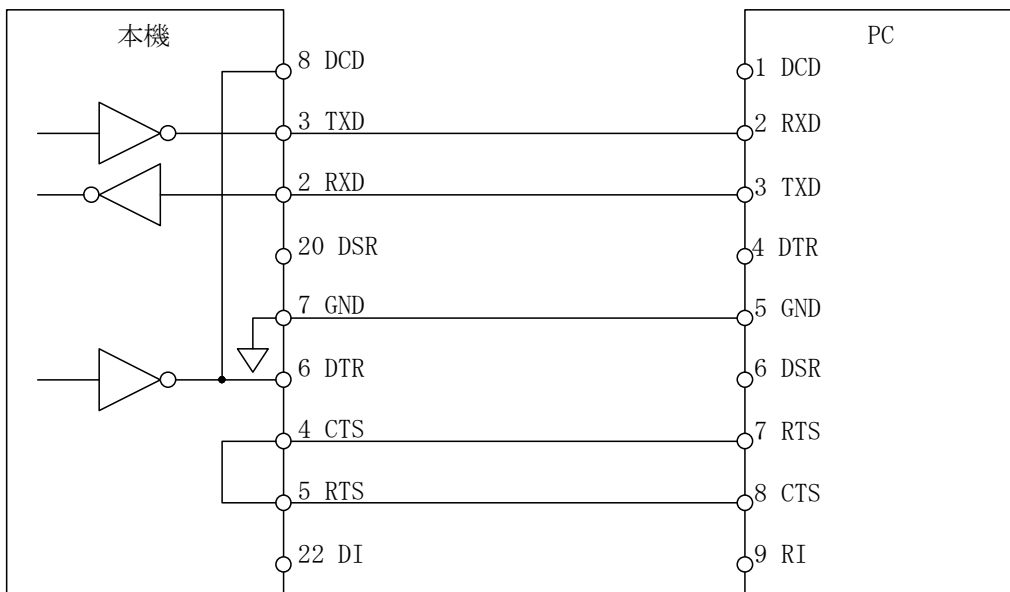 本機
PC
8 DCD
1 DCD
3 TXD
2 RXD
2 RXD
3 TXD
20 DSR
4 DTR
7 GND
5 GND
6 DTR
6 DSR
4 CTS
7 RTS
5 RTS
8 CTS
22 DI
9 RI